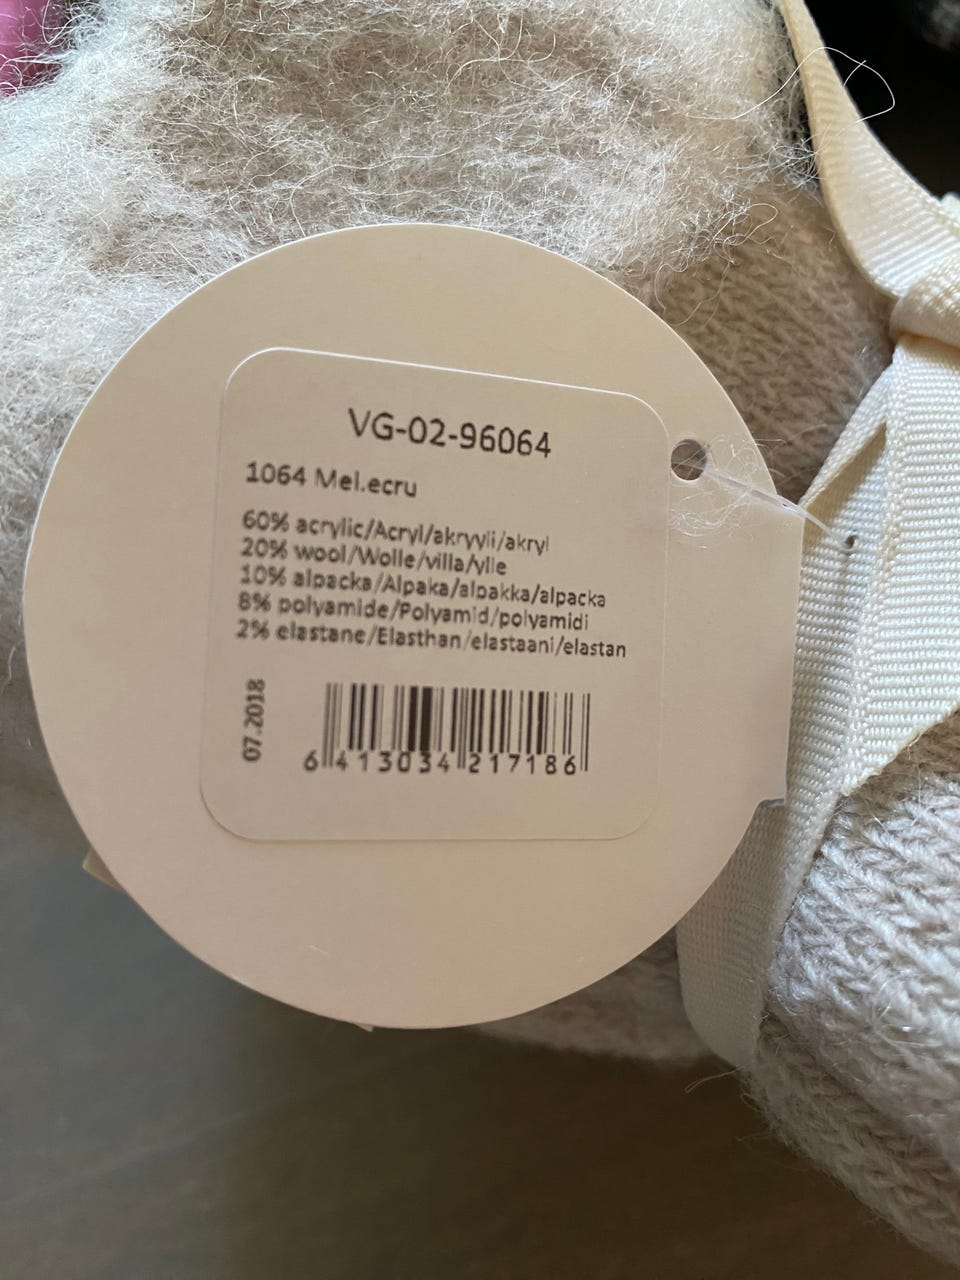 VG-02-96064
1064 Mel.ecru
60% acrylic/Acryl/akryyli/akryl
20% wool/Wolle/villa/ylle
10% alpacka/Alpaka/alpakka/alpacka
8% polyamide/Polyamid/polyamidi
2% elastane/Elasthan/elastaani/elastan
07.2018
6 413034 217186